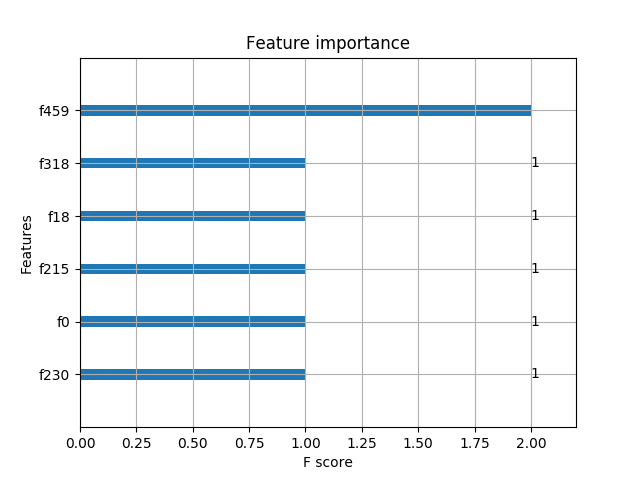 Feature importance
f459
f318 1
f18 1
f215 1
f0 1
f230 1
Features
0.00 0.25 0.50 0.75 1.00 1.25 1.50 1.75 2.00
F score